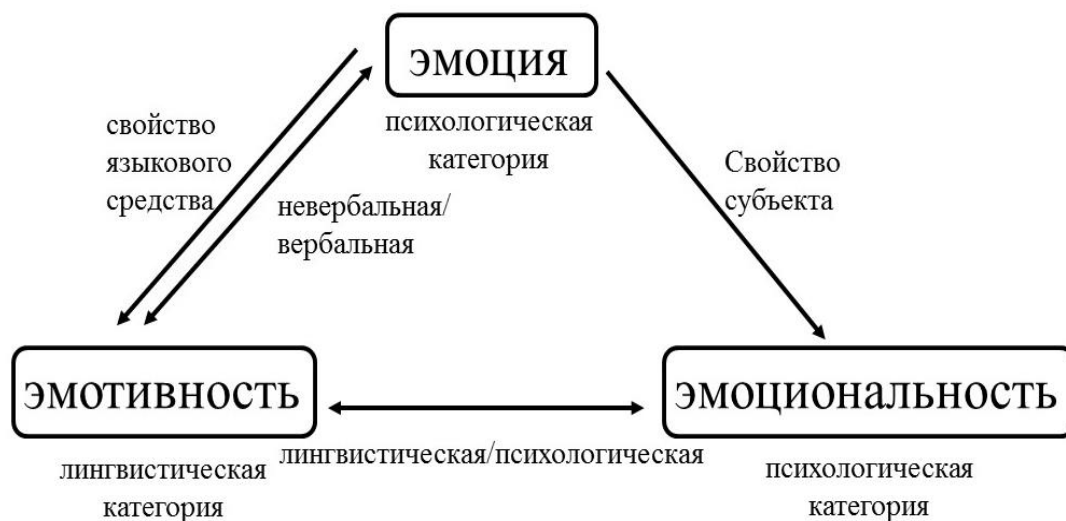 эмоция
психологическая
категория
свойство
языкового
средства
невербальная/
вербальная
Свойство
субъекта
эмотивность
лингвистическая
категория
лингвистическая/психологическая
эмоциональность
психологическая
категория